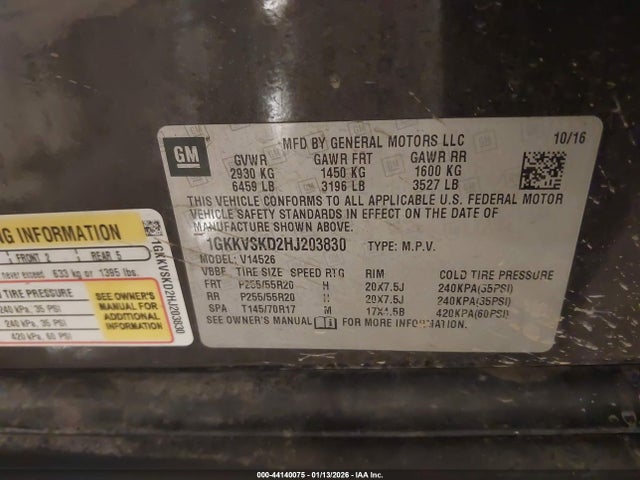 GM
MFD BY GENERAL MOTORS LLC 10/16
GVWR GAWR FRT GAWR RR
2930 KG 1450 KG 1600 KG
6459 LB 3196 LB 3527 LB
THIS VEHICLE CONFORMS TO ALL APPLICABLE U.S. FEDERAL MOTOR
VEHICLE SAFETY STANDARDS IN EFFECT ON THE DATE OF
MANUFACTURE SHOWN ABOVE.
1GKKVSKD2HJ203830 TYPE: M.P.V.
MODEL: V14526
VBBF TIRE SIZE SPEED RTG RIM COLD TIRE PRESSURE
FRT P255/55R20 H 20X7.5J 240KPA(35PSI)
RR P255/55R20 H 20X7.5J 240KPA(35PSI)
SPA T145/70R17 M 17X4.5B 420KPA(60PSI)
SEE OWNER'S MANUAL FOR MORE INFORMATION
NG INFORMATION
2 FRONT 2 REAR 5
never exceed 633 kg or 1395 lbs.
TIRE PRESSURE
240 kPa, 35 PSI
240 kPa, 35 PSI
420 kPa, 60 PSI
SEE OWNER'S
MANUAL FOR
ADDITIONAL
INFORMATION
1GKKVSKD2HJ203830
000-44140075 - 01/13/2026 - IAA Inc.